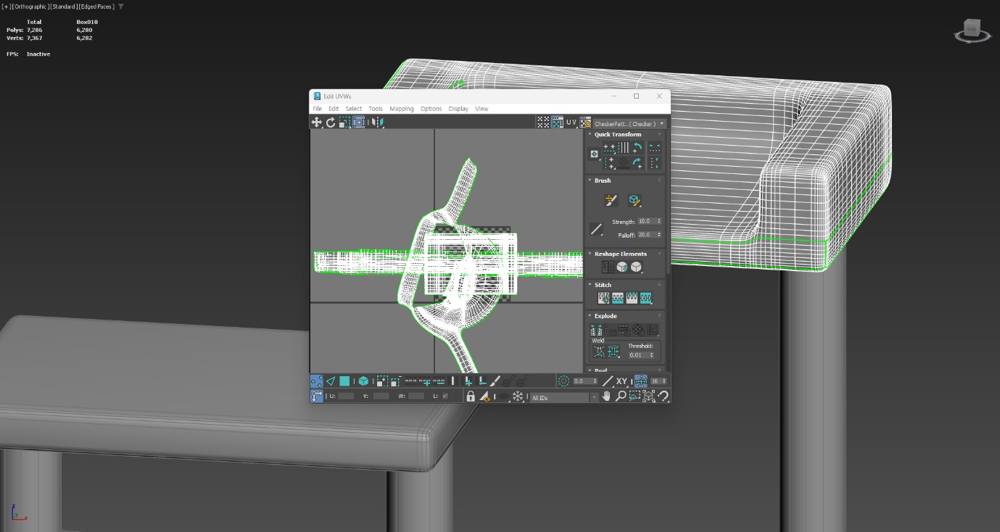 [+] [Orthographic] [Standard] [Edged Faces]
Total Box010
Polys: 7,286 6,280
Verts: 7,367 6,282
FPS: Inactive
Edit UVWs
File Edit Select Tools Mapping Options Display View
UV CheckerPatt...( Checker )
Quick Transform
Brush
Strength: 10.0
Falloff: 20.0
Reshape Elements
Stitch
Explode
Weld
Threshold:
0.01
Peel
0.0 XY 16
U: V: W: L: All IDs
z
y x